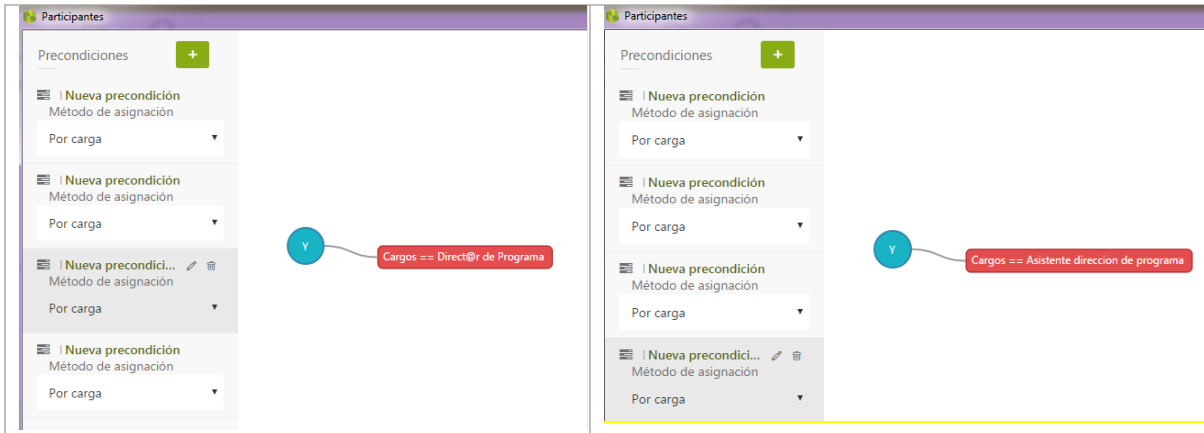 Participantes
Precondiciones
+
| Nueva precondición
Método de asignación
Por carga
| Nueva precondición
Método de asignación
Por carga
| Nueva precondici...
Método de asignación
Por carga
| Nueva precondición
Método de asignación
Por carga
Y
Cargos == Direct@r de Programa
Participantes
Precondiciones
+
| Nueva precondición
Método de asignación
Por carga
| Nueva precondición
Método de asignación
Por carga
| Nueva precondición
Método de asignación
Por carga
| Nueva precondici...
Método de asignación
Por carga
Y
Cargos == Asistente direccion de programa